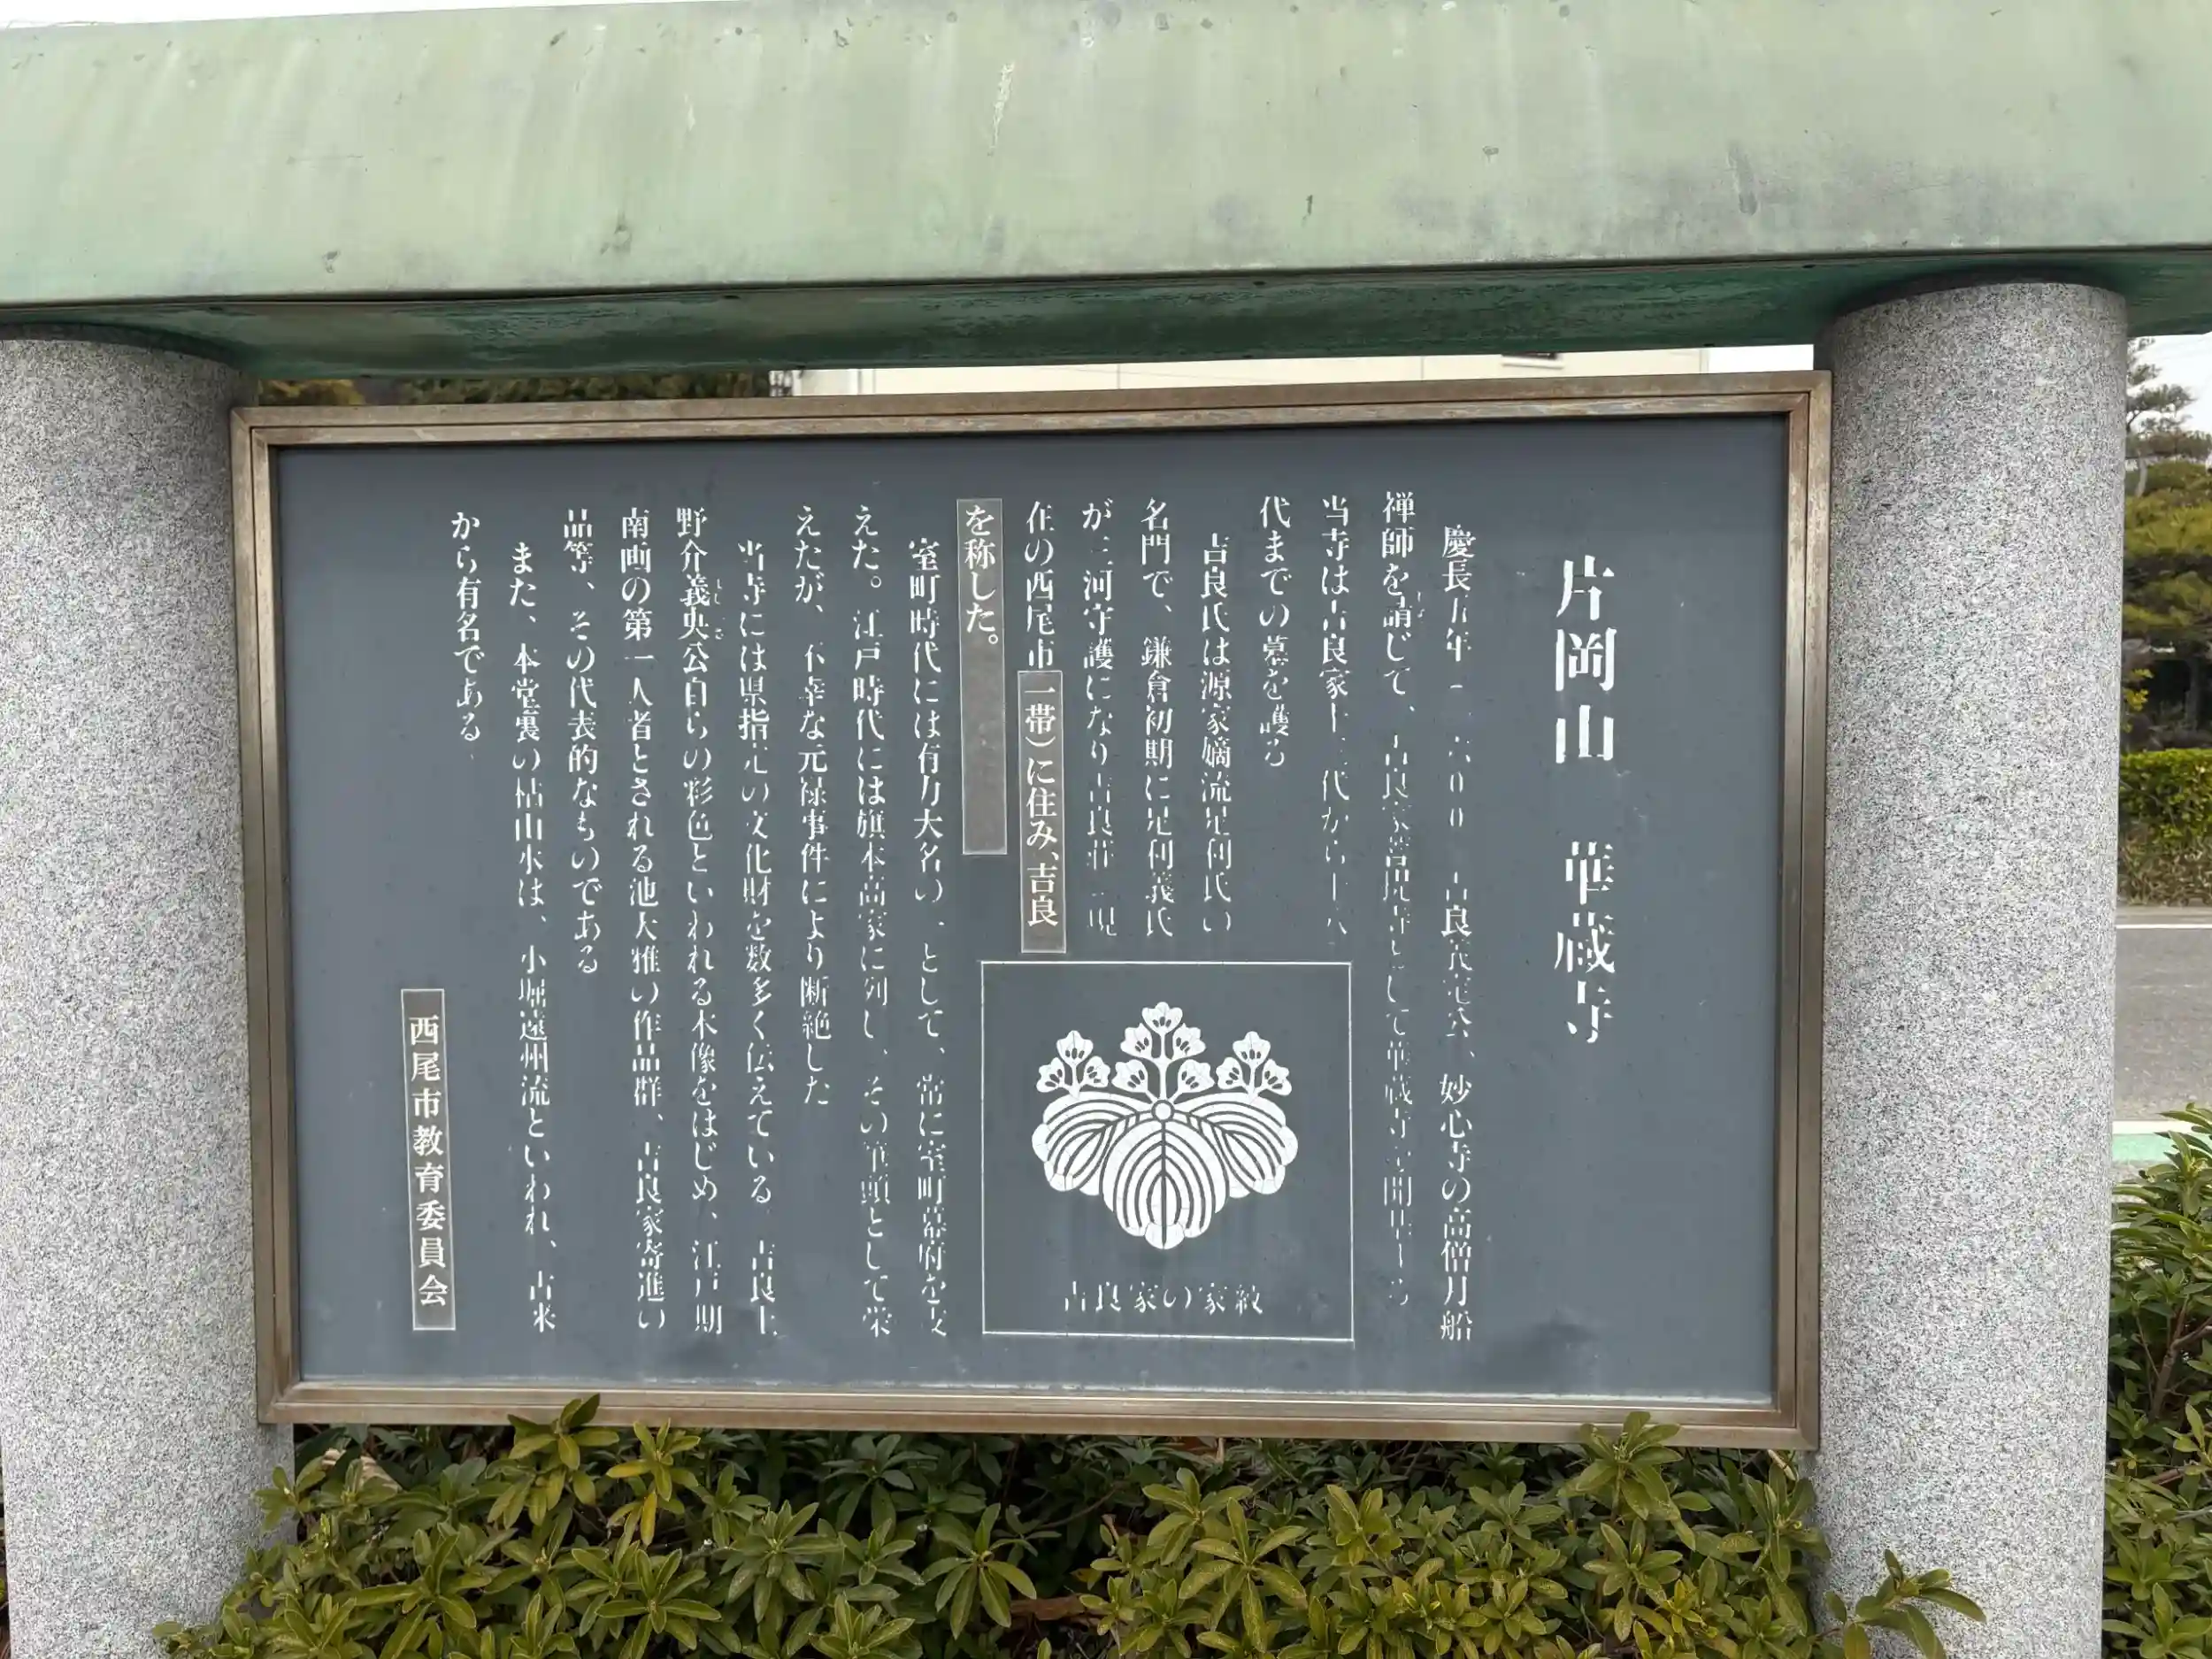 片岡山　華蔵寺
慶長五年（一六〇〇）吉良義定公、妙心寺の高僧月船
禅師を請じて、吉良家菩提寺として華蔵寺を開基する
当寺は吉良家十三代から十八
代までの墓を護る
吉良氏は源家嫡流足利氏の
名門で、鎌倉初期に足利義氏
が三河守護になり吉良荘（現
在の西尾市一帯）に住み、吉良
を称した。
室町時代には有力大名の一として、常に室町幕府を支
えた。江戸時代には旗本高家に列し、その筆頭として栄
えたが、不幸な元禄事件により断絶した
当寺には県指定の文化財を数多く伝えている　吉良上
野介義央公自らの彩色といわれる木像をはじめ、江戸期
南画の第一人者とされる池大雅の作品群、吉良家寄進の
品等、その代表的なものである
また、本堂裏の枯山水は、小堀遠州流といわれ、古来
から有名である
西尾市教育委員会
吉良家の家紋